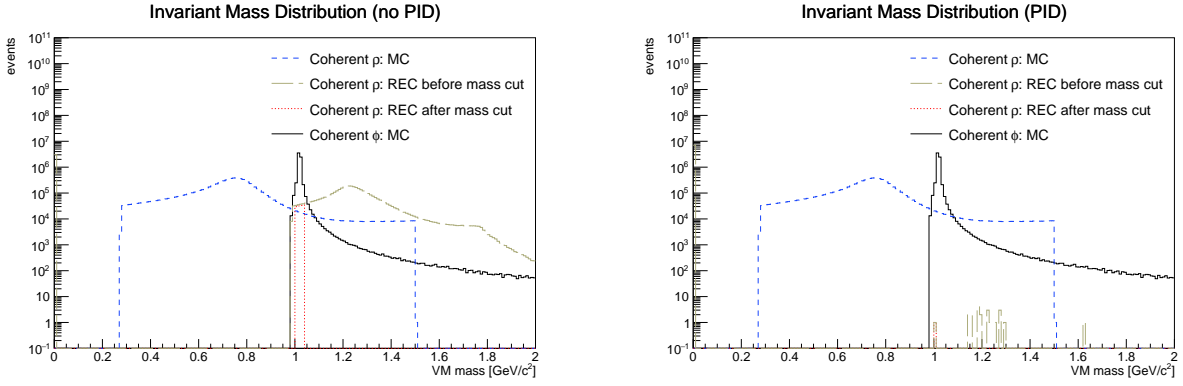 Invariant Mass Distribution (no PID)
events
10¹¹
10¹⁰
10⁹
10⁸
10⁷
10⁶
10⁵
10⁴
10³
10²
10
1
10⁻¹
Coherent ρ: MC
Coherent ρ: REC before mass cut
Coherent ρ: REC after mass cut
Coherent ϕ: MC
0 0.2 0.4 0.6 0.8 1 1.2 1.4 1.6 1.8 2
VM mass [GeV/c²]
Invariant Mass Distribution (PID)
events
10¹¹
10¹⁰
10⁹
10⁸
10⁷
10⁶
10⁵
10⁴
10³
10²
10
1
10⁻¹
Coherent ρ: MC
Coherent ρ: REC before mass cut
Coherent ρ: REC after mass cut
Coherent ϕ: MC
0 0.2 0.4 0.6 0.8 1 1.2 1.4 1.6 1.8 2
VM mass [GeV/c²]